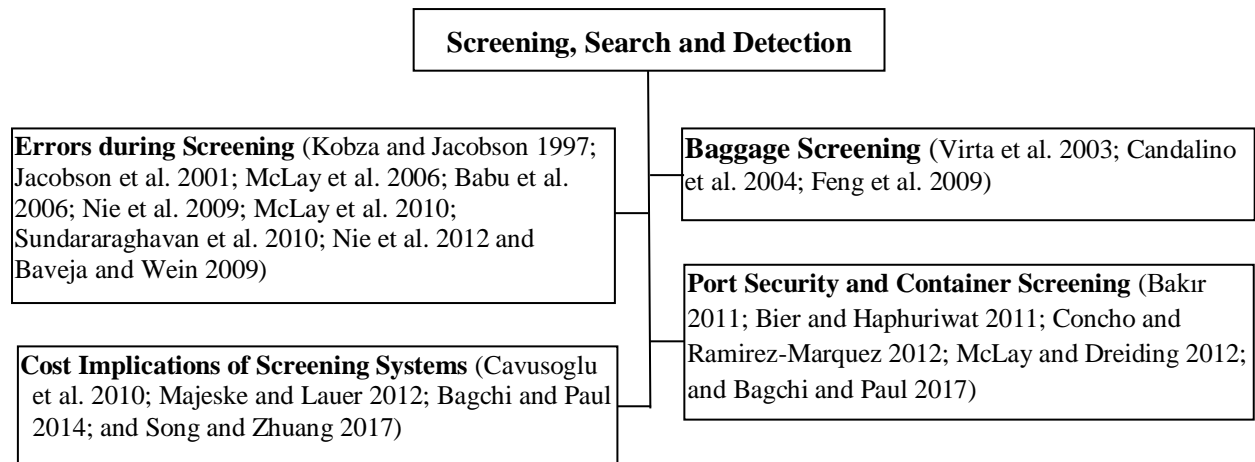 Screening, Search and Detection
Errors during Screening (Kobza and Jacobson 1997;
Jacobson et al. 2001; McLay et al. 2006; Babu et al.
2006; Nie et al. 2009; McLay et al. 2010;
Sundararaghavan et al. 2010; Nie et al. 2012 and
Baveja and Wein 2009)
Baggage Screening (Virta et al. 2003; Candalino
et al. 2004; Feng et al. 2009)
Cost Implications of Screening Systems (Cavusoglu
et al. 2010; Majeske and Lauer 2012; Bagchi and Paul
2014; and Song and Zhuang 2017)
Port Security and Container Screening (Bakır
2011; Bier and Haphuriwat 2011; Concho and
Ramirez-Marquez 2012; McLay and Dreiding 2012;
and Bagchi and Paul 2017)